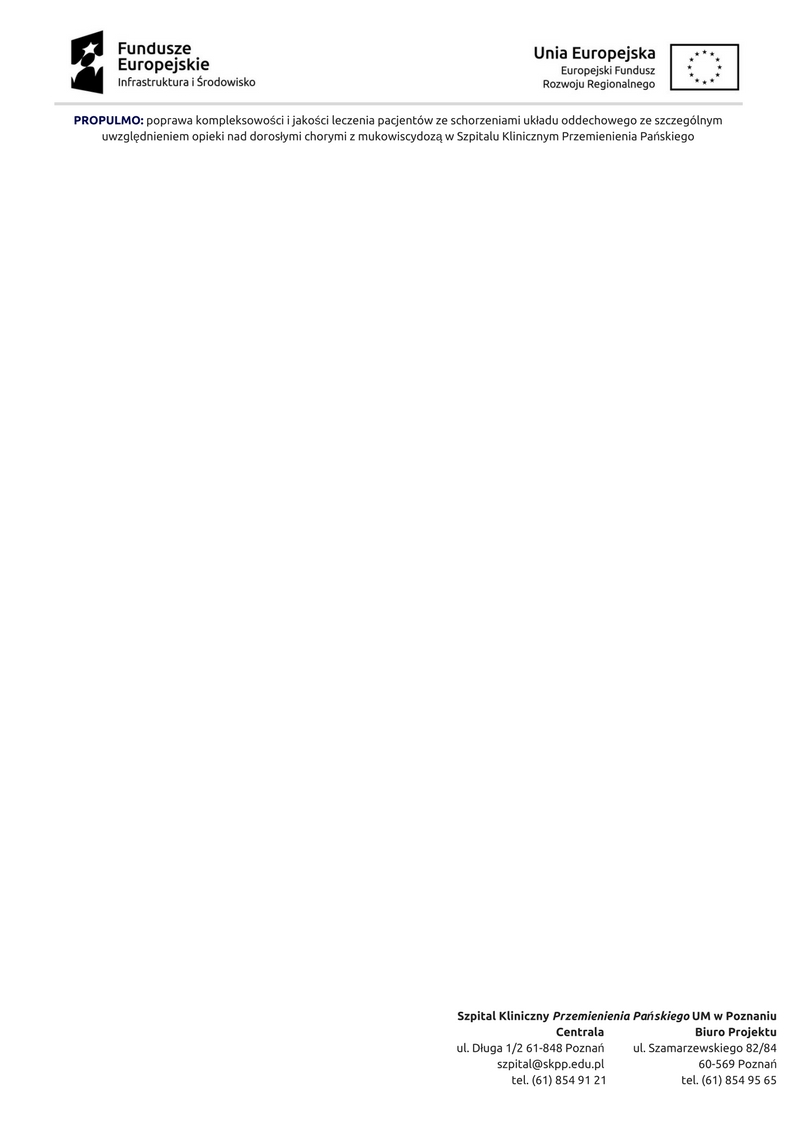 Fundusze
Europejskie
Infrastruktura i Środowisko
Unia Europejska
Europejski Fundusz
Rozwoju Regionalnego
PROPULMO: poprawa kompleksowości i jakości leczenia pacjentów ze schorzeniami układu oddechowego ze szczególnym
uwzględnieniem opieki nad dorosłymi chorymi z mukowiscydozą w Szpitalu Klinicznym Przemienienia Pańskiego
Szpital Kliniczny Przemienienia Pańskiego UM w Poznaniu
Centrala
ul. Długa 1/2 61-848 Poznań
szpital@skpp.edu.pl
tel. (61) 854 91 21
Biuro Projektu
ul. Szamarzewskiego 82/84
60-569 Poznań
tel. (61) 854 95 65